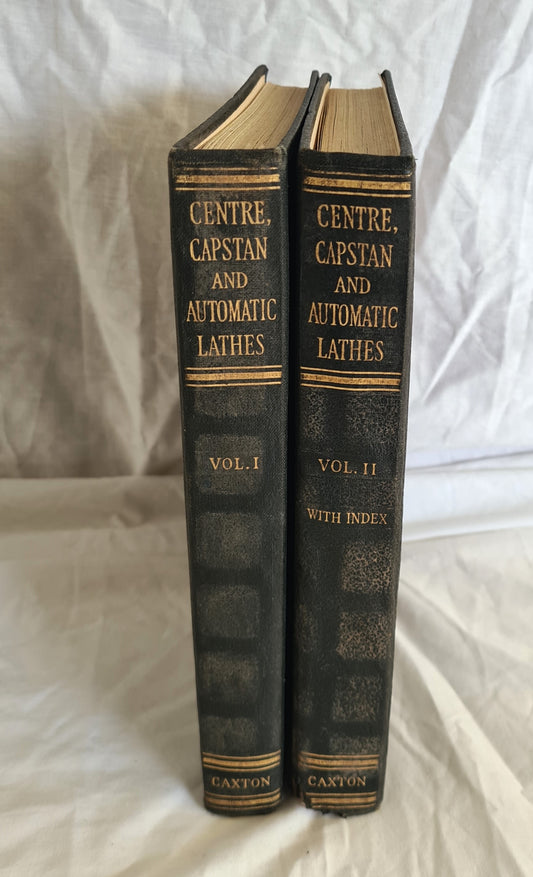 CENTRE,
CAPSTAN
AND
AUTOMATIC
LATHES
VOL. I
CAXTON
CENTRE,
CAPSTAN
AND
AUTOMATIC
LATHES
VOL. II
WITH INDEX
CAXTON